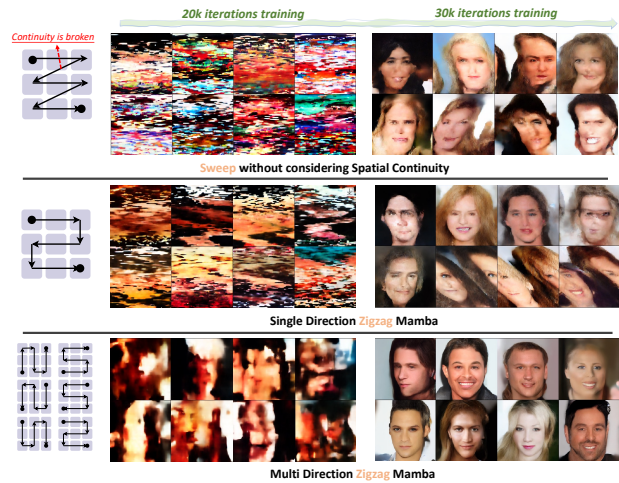 20k iterations training
30k iterations training
Continuity is broken
Sweep without considering Spatial Continuity
Single Direction Zigzag Mamba
Multi Direction Zigzag Mamba